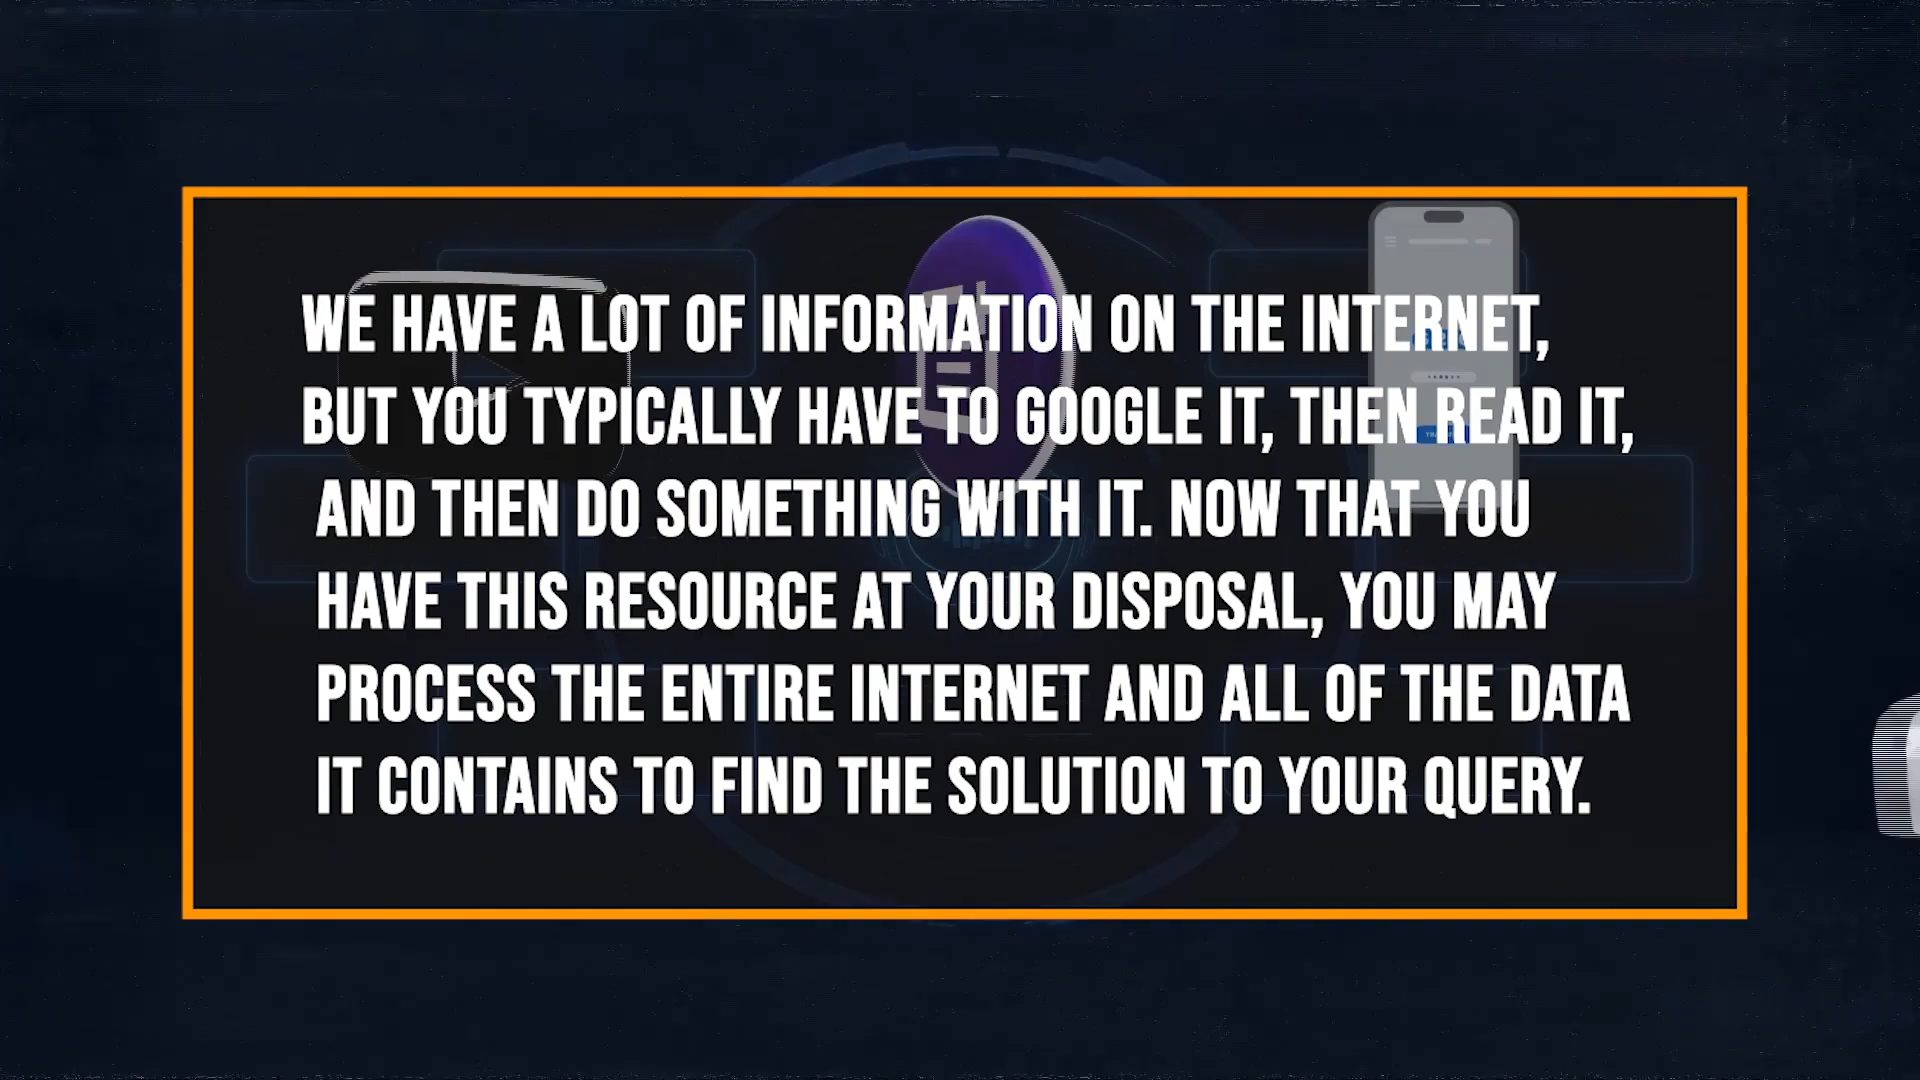 WE HAVE A LOT OF INFORMATION ON THE INTERNET,
BUT YOU TYPICALLY HAVE TO GOOGLE IT, THEN READ IT,
AND THEN DO SOMETHING WITH IT. NOW THAT YOU
HAVE THIS RESOURCE AT YOUR DISPOSAL, YOU MAY
PROCESS THE ENTIRE INTERNET AND ALL OF THE DATA
IT CONTAINS TO FIND THE SOLUTION TO YOUR QUERY.